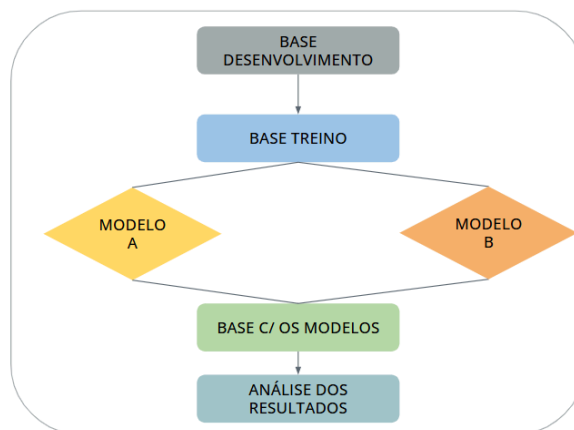 BASE
DESENVOLVIMENTO
BASE TREINO
MODELO
A
MODELO
B
BASE C/ OS MODELOS
ANÁLISE DOS
RESULTADOS